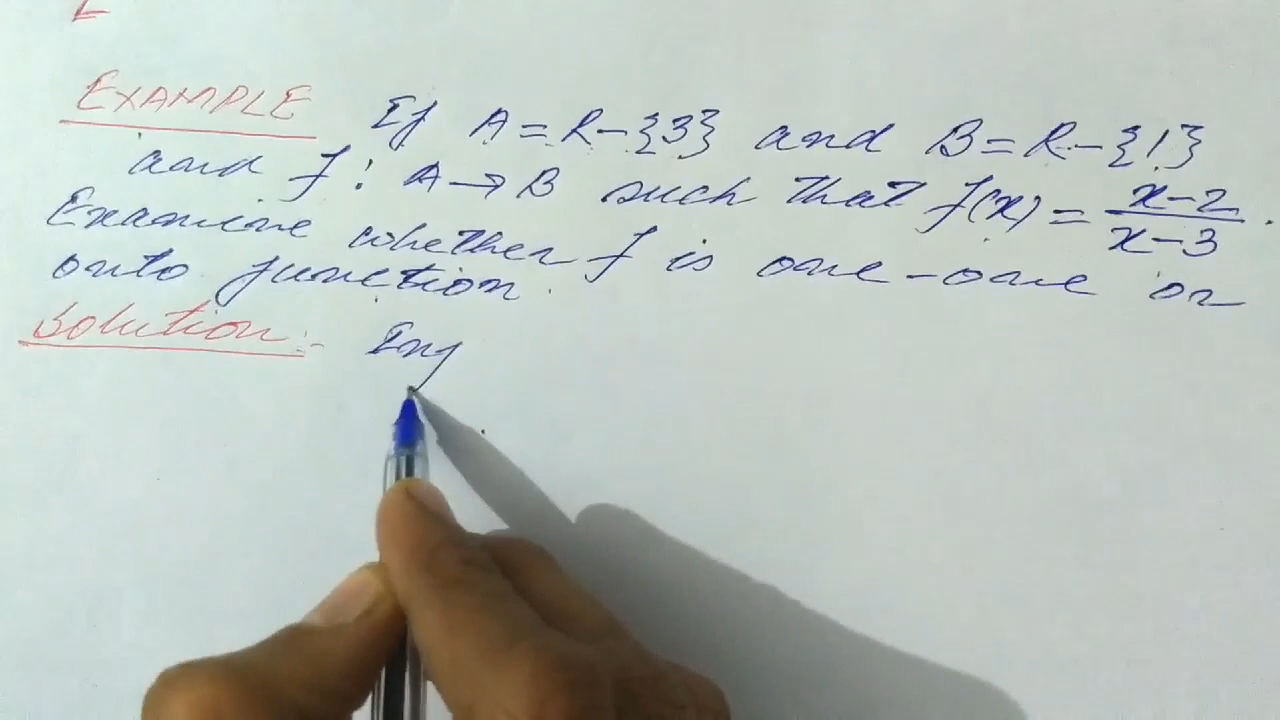 EXAMPLE If A = R - {3} and B = R - {1}
and f : A → B such that f(x) = x-2/x-3 .
Examine whether f is one-one or
onto function.
Solution :- Inj